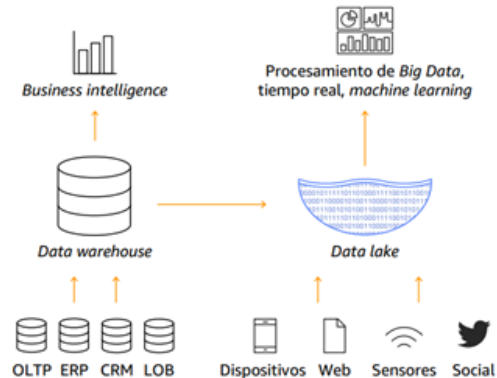 Business intelligence
Procesamiento de Big Data,
tiempo real, machine learning
Data warehouse
Data lake
OLTP ERP CRM LOB
Dispositivos Web Sensores Social